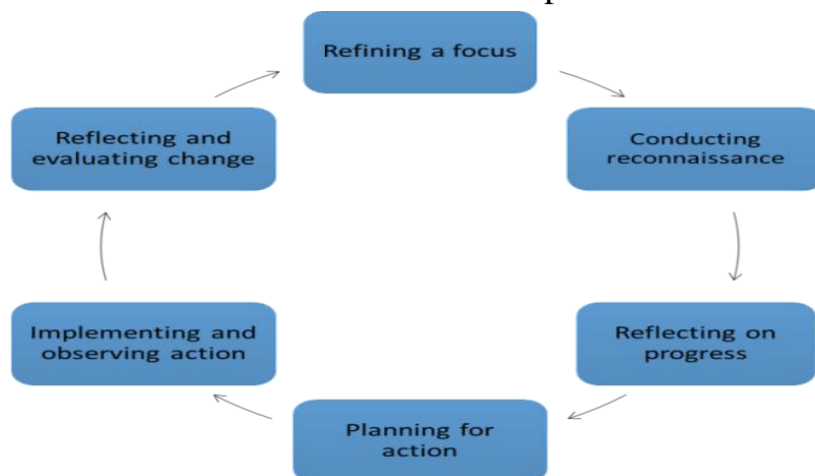 Refining a focus
Conducting
reconnaissance
Reflecting on
progress
Planning for
action
Implementing and
observing action
Reflecting and
evaluating change